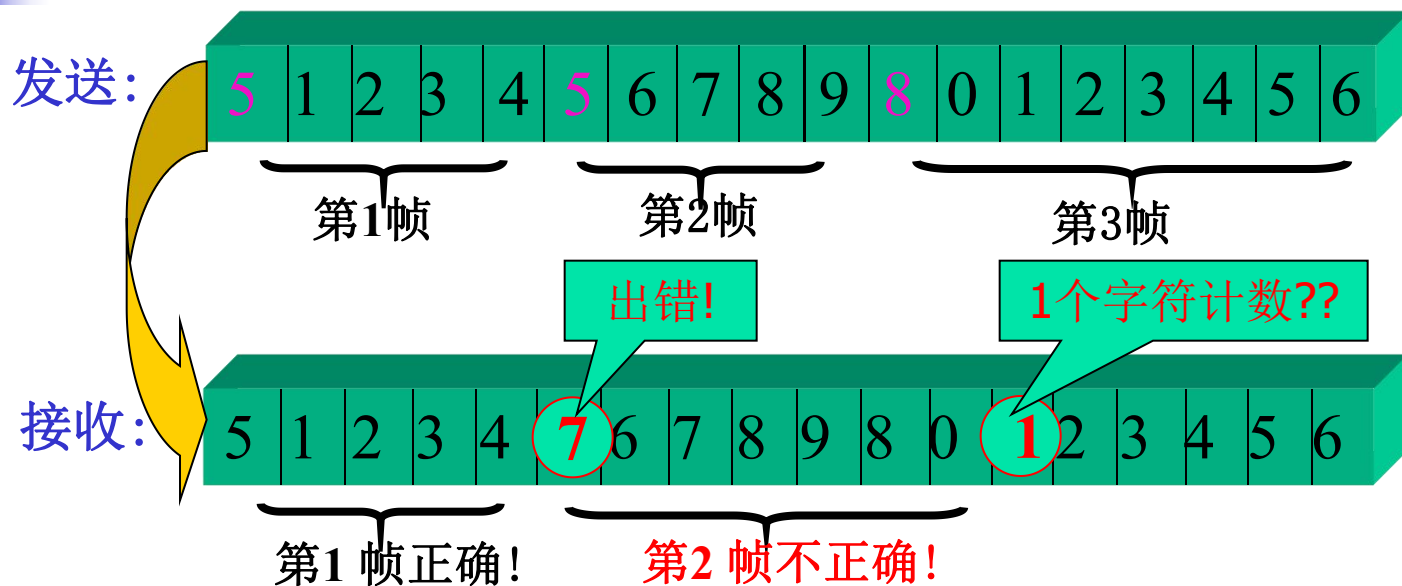 发送: 5 1 2 3 4 5 6 7 8 9 8 0 1 2 3 4 5 6
第1帧 第2帧 第3帧
出错! 1个字符计数??
接收: 5 1 2 3 4 7 6 7 8 9 8 0 1 2 3 4 5 6
第1 帧正确! 第2 帧不正确!